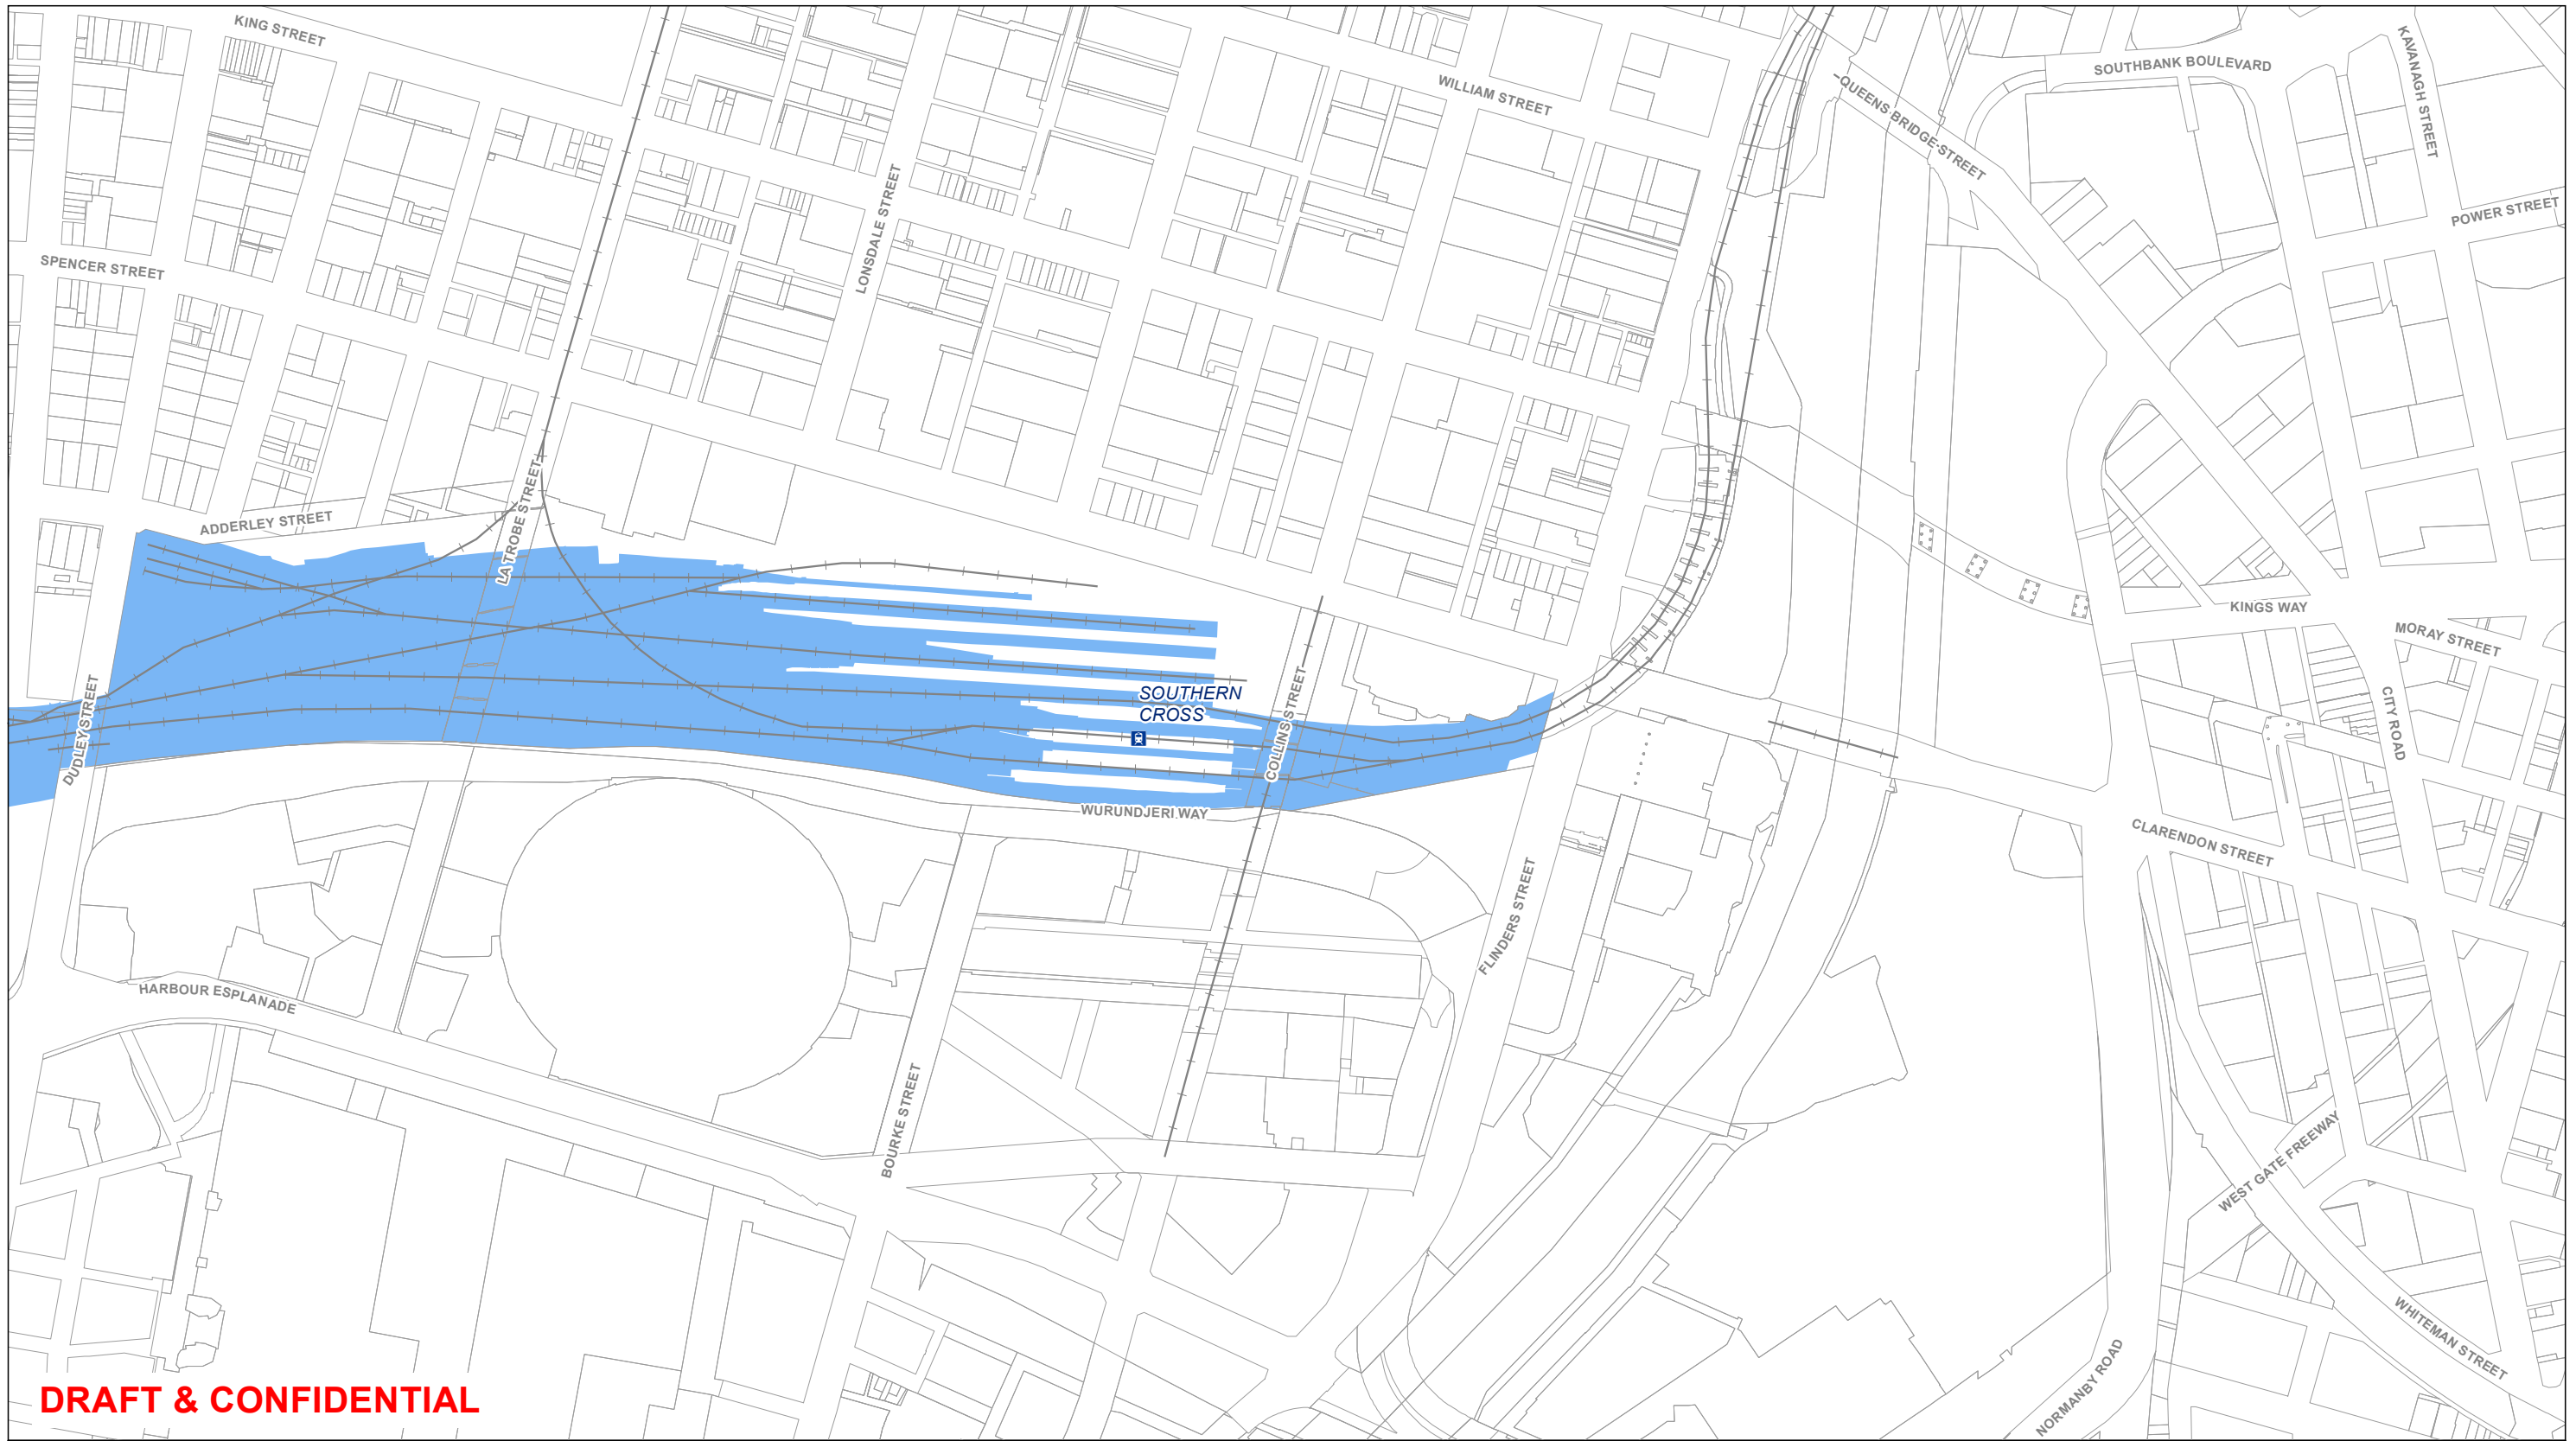 KING STREET
WILLIAM STREET
SOUTHBANK BOULEVARD
KAVANAGH STREET
QUEENS BRIDGE STREET
POWER STREET
LONSDALE STREET
SPENCER STREET
ADDERLEY STREET
LA TROBE STREET
KINGS WAY
MORAY STREET
CITY ROAD
DUDLEY STREET
SOUTHERN
CROSS
COLLINS STREET
WURUNDJERI WAY
CLARENDON STREET
FLINDERS STREET
HARBOUR ESPLANADE
BOURKE STREET
WEST GATE FREEWAY
WHITEMAN STREET
NORMANBY ROAD
DRAFT & CONFIDENTIAL